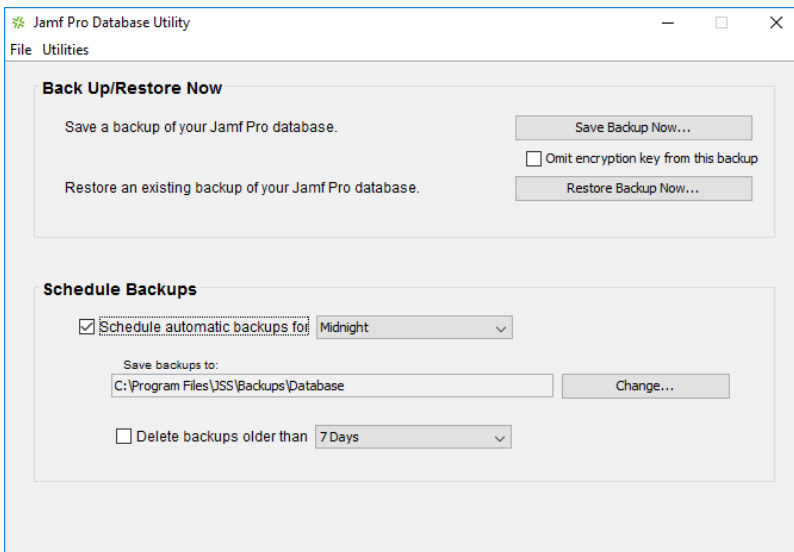 Jamf Pro Database Utility
File Utilities
Back Up/Restore Now
Save a backup of your Jamf Pro database.
Save Backup Now...
Omit encryption key from this backup
Restore an existing backup of your Jamf Pro database.
Restore Backup Now...
Schedule Backups
Schedule automatic backups for Midnight
Save backups to:
C:\Program Files\JSS\Backups\Database
Change...
Delete backups older than 7 Days